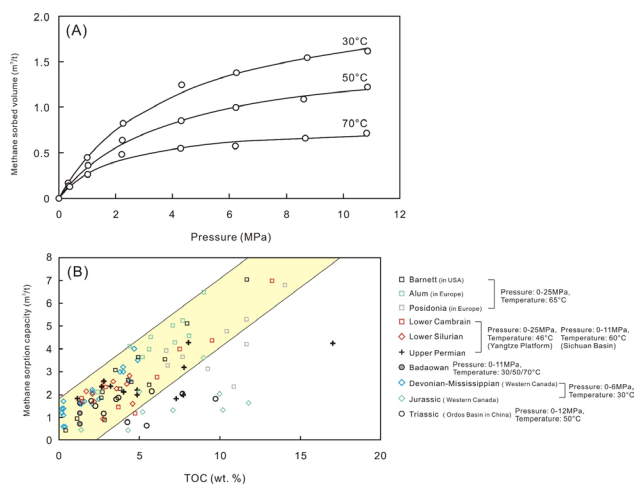 (A)
Methane sorbed volume (m³/t)
2.0
1.5
1.0
0.5
0
30°C
50°C
70°C
0 2 4 6 8 10 12
Pressure (MPa)
(B)
Methane sorption capacity (m³/t)
8
7
6
5
4
3
2
1
0
0 5 10 15 20
TOC (wt. %)
Barnett (in USA)
Alum (in Europe)
Posidonia (in Europe)
Pressure: 0-25MPa,
Temperature: 65°C
Lower Cambrain
Lower Silurian
Upper Permian
Pressure: 0-25MPa, Pressure: 0-11MPa,
Temperature: 46°C Temperature: 60°C
(Yangtze Platform) (Sichuan Basin)
Badaowan Pressure: 0-11MPa,
Temperature: 30/50/70°C
Devonian-Mississippian (Western Canada)
Jurassic (Western Canada)
Pressure: 0-6MPa,
Temperature: 30°C
Triassic (Ordos Basin in China)
Pressure: 0-12MPa,
Temperature: 50°C